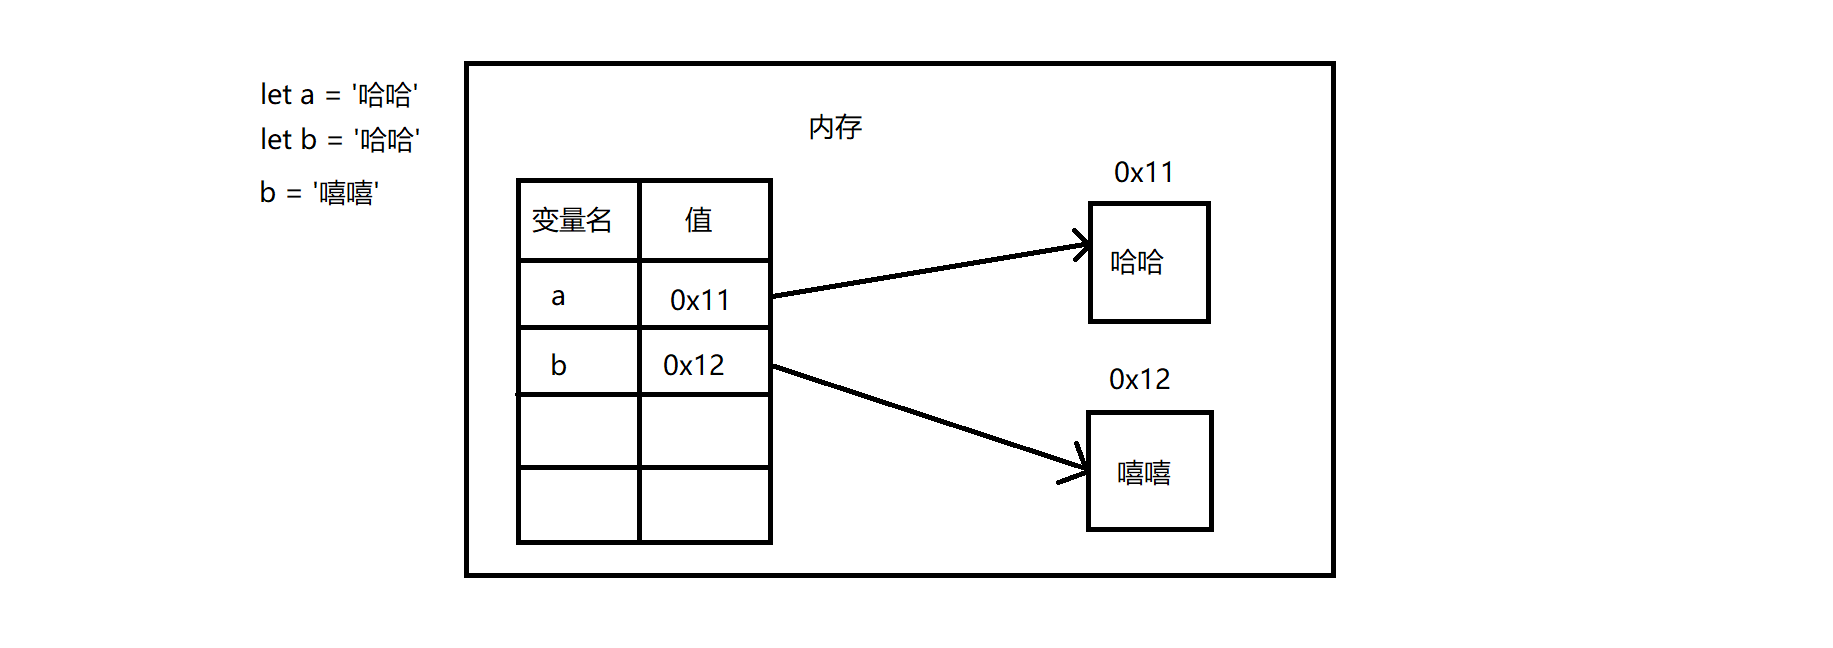 let a = '哈哈'
let b = '哈哈'
b = '嘻嘻'
内存
变量名 值
a 0x11
b 0x12
0x11
哈哈
0x12
嘻嘻